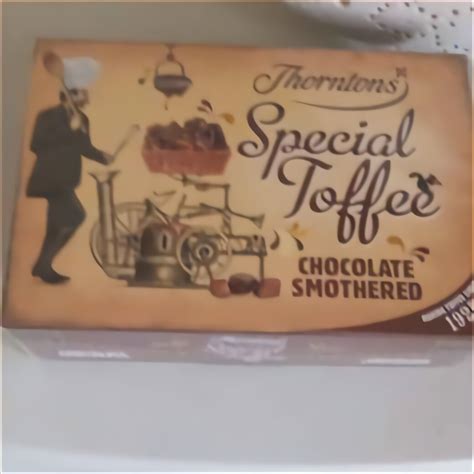 Thorntons
Special
Toffee
CHOCOLATE
SMOTHERED